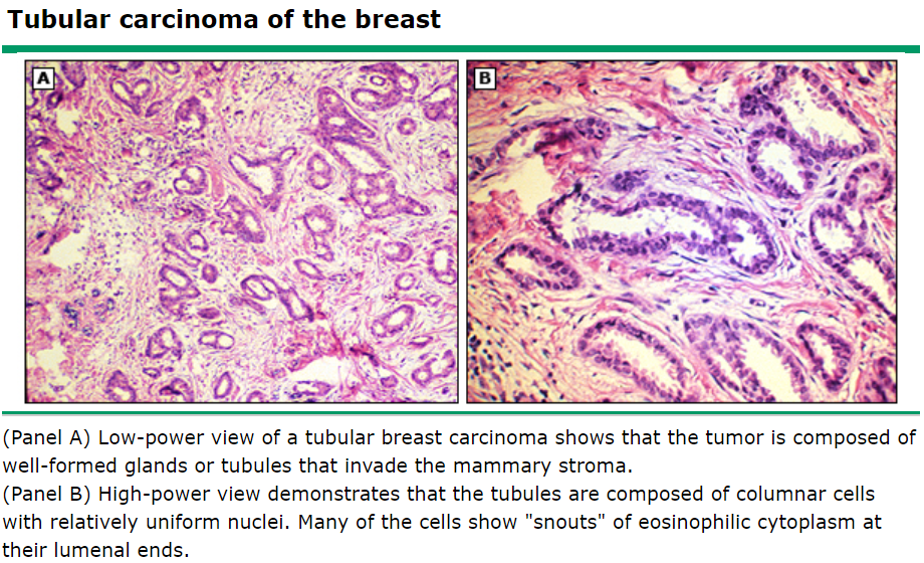 Tubular carcinoma of the breast
A
B
(Panel A) Low-power view of a tubular breast carcinoma shows that the tumor is composed of
well-formed glands or tubules that invade the mammary stroma.
(Panel B) High-power view demonstrates that the tubules are composed of columnar cells
with relatively uniform nuclei. Many of the cells show "snouts" of eosinophilic cytoplasm at
their lumenal ends.